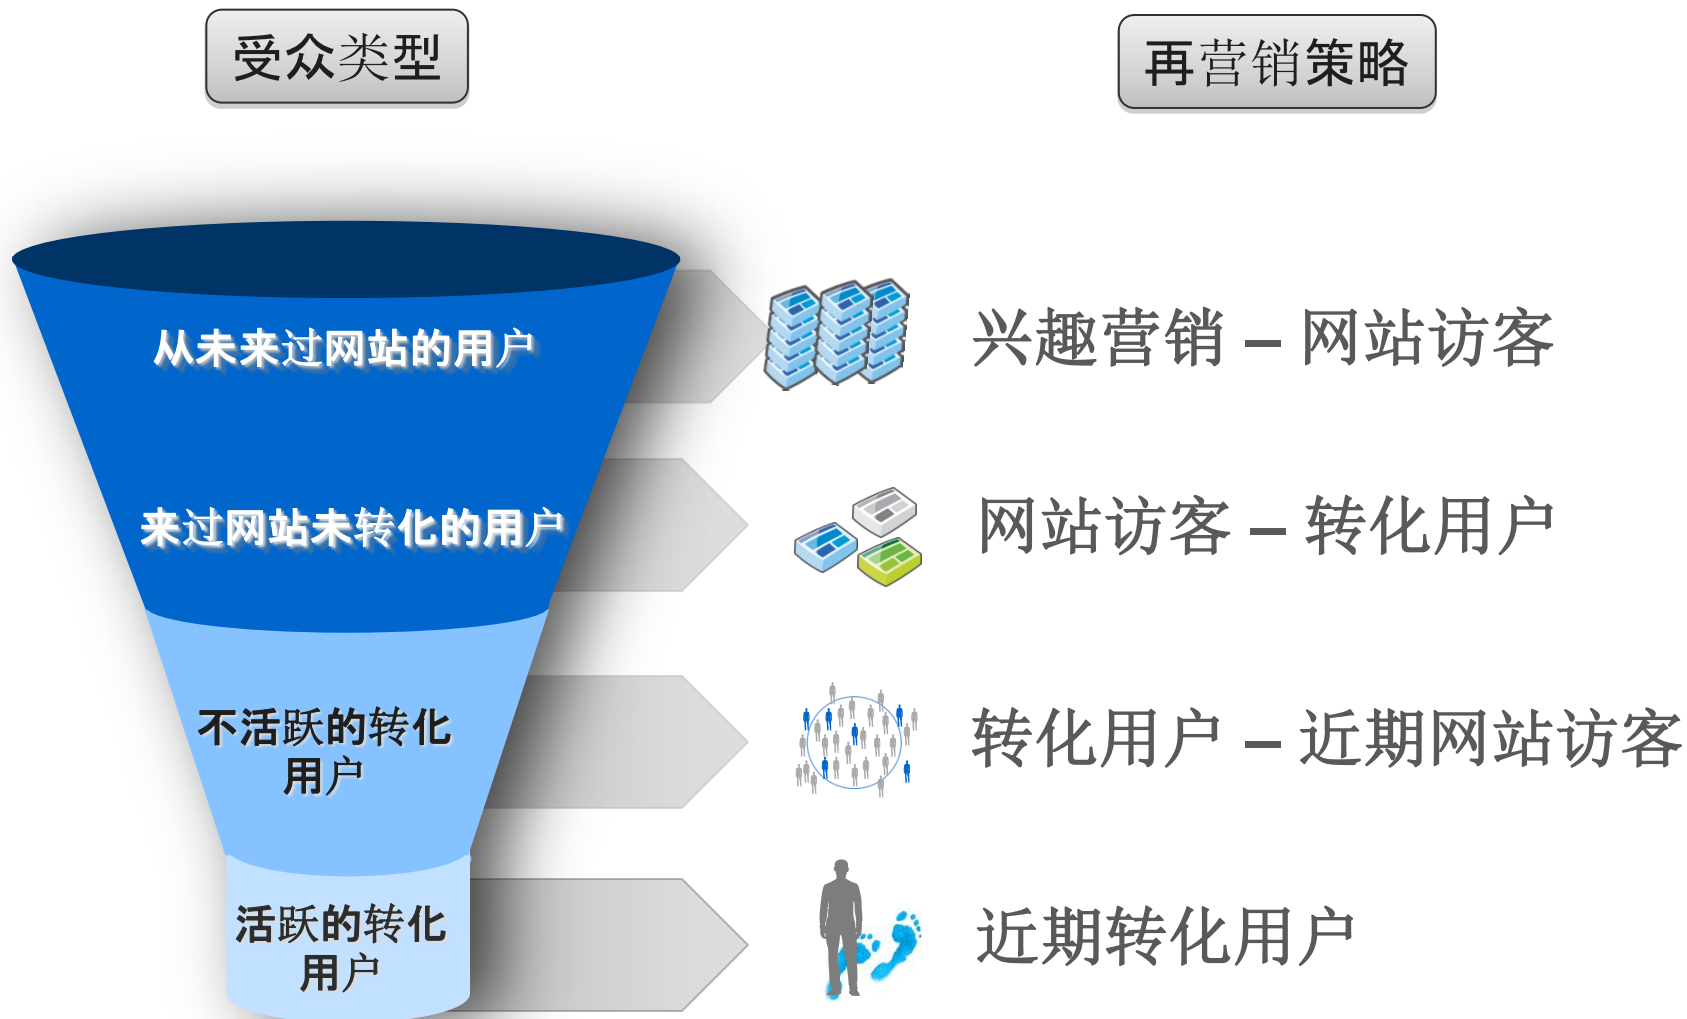 受众类型
再营销策略
从未来过网站的用户
兴趣营销 – 网站访客
来过网站未转化的用户
网站访客 – 转化用户
不活跃的转化
用户
转化用户 – 近期网站访客
活跃的转化
用户
近期转化用户